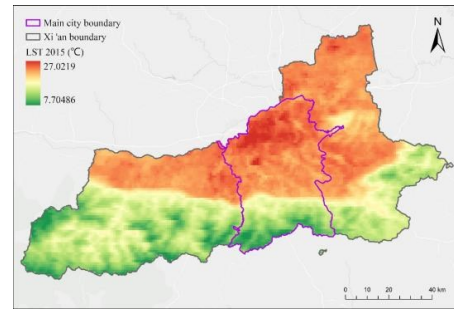 Main city boundary
Xi 'an boundary
LST 2015 (℃)
27.0219
7.70486
N
0 10 20 40 km